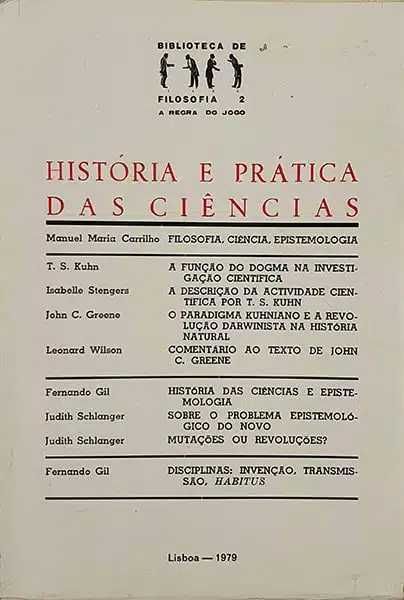 BIBLIOTECA DE
FILOSOFIA 2
A REGRA DO JOGO
HISTÓRIA E PRÁTICA
DAS CIÊNCIAS
Manuel Maria Carrilho FILOSOFIA, CIÊNCIA, EPISTEMOLOGIA
T. S. Kuhn A FUNÇÃO DO DOGMA NA INVESTI-
GAÇÃO CIENTÍFICA
Isabelle Stengers A DESCRIÇÃO DA ACTIVIDADE CIEN-
TÍFICA POR T. S. KUHN
John C. Greene O PARADIGMA KUHNIANO E A REVO-
LUÇÃO DARWINISTA NA HISTÓRIA
NATURAL
Leonard Wilson COMENTÁRIO AO TEXTO DE JOHN
C. GREENE
Fernando Gil HISTÓRIA DAS CIÊNCIAS E EPISTE-
MOLOGIA
Judith Schlanger SOBRE O PROBLEMA EPISTEMOLÓ-
GICO DO NOVO
Judith Schlanger MUTAÇÕES OU REVOLUÇÕES?
Fernando Gil DISCIPLINAS: INVENÇÃO, TRANSMIS-
SÃO, HABITUS
Lisboa — 1979